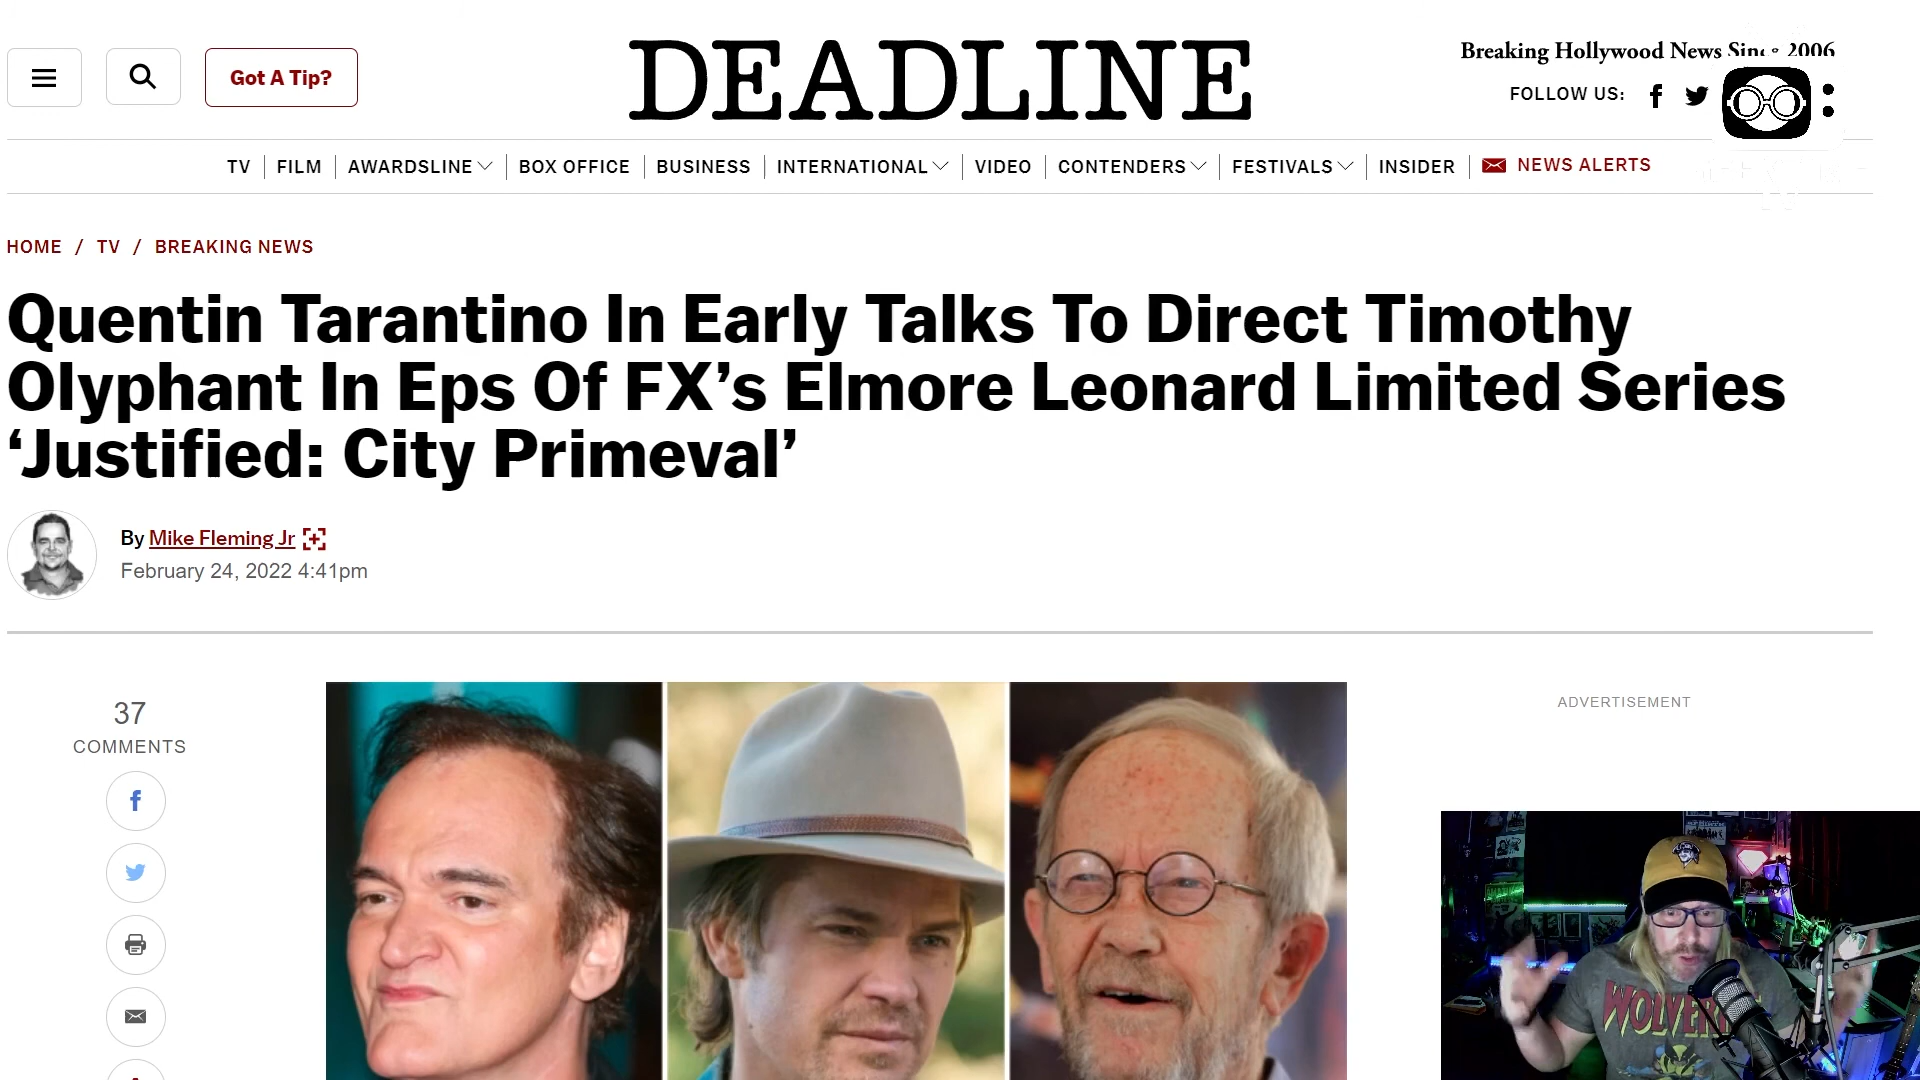 Got A Tip?
DEADLINE
Breaking Hollywood News Since 2006
FOLLOW US:
TV
FILM
AWARDSLINE
BOX OFFICE
BUSINESS
INTERNATIONAL
VIDEO
CONTENDERS
FESTIVALS
INSIDER
NEWS ALERTS
HOME / TV / BREAKING NEWS
Quentin Tarantino In Early Talks To Direct Timothy
Olyphant In Eps Of FX’s Elmore Leonard Limited Series
‘Justified: City Primeval’
By Mike Fleming Jr
February 24, 2022 4:41pm
37
COMMENTS
ADVERTISEMENT